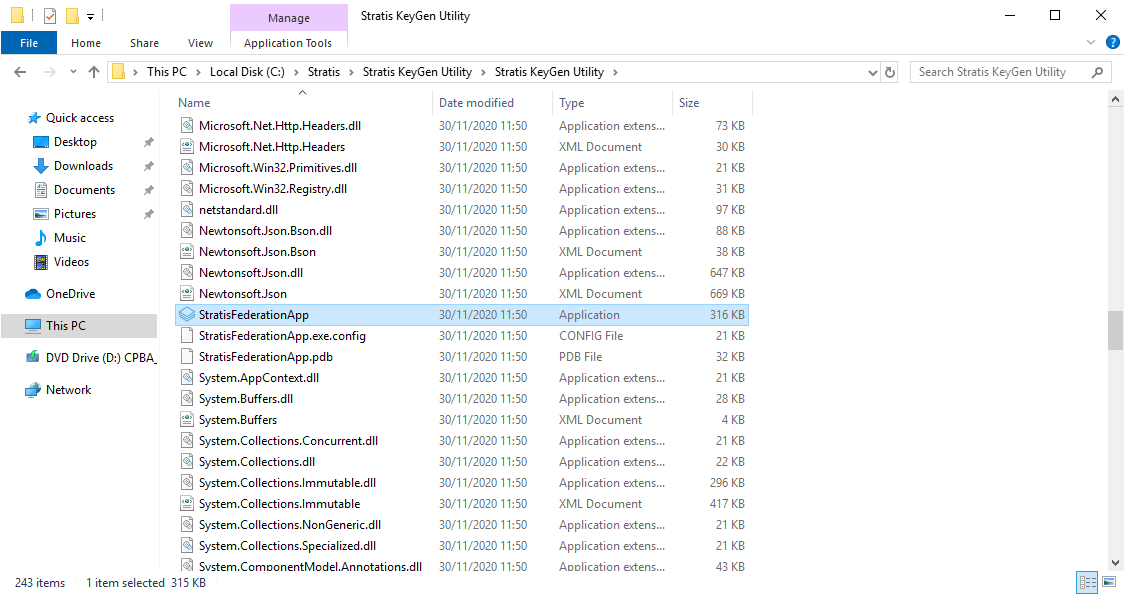 Manage
Stratis KeyGen Utility
File
Home
Share
View
Application Tools
This PC > Local Disk (C:) > Stratis > Stratis KeyGen Utility > Stratis KeyGen Utility >
Search Stratis KeyGen Utility
Quick access
Desktop
Downloads
Documents
Pictures
Music
Videos
OneDrive
This PC
DVD Drive (D:) CPBA_
Network
Name Date modified Type Size
Microsoft.Net.Http.Headers.dll 30/11/2020 11:50 Application extens... 73 KB
Microsoft.Net.Http.Headers 30/11/2020 11:50 XML Document 30 KB
Microsoft.Win32.Primitives.dll 30/11/2020 11:50 Application extens... 21 KB
Microsoft.Win32.Registry.dll 30/11/2020 11:50 Application extens... 31 KB
netstandard.dll 30/11/2020 11:50 Application extens... 97 KB
Newtonsoft.Json.Bson.dll 30/11/2020 11:50 Application extens... 88 KB
Newtonsoft.Json.Bson 30/11/2020 11:50 XML Document 38 KB
Newtonsoft.Json.dll 30/11/2020 11:50 Application extens... 647 KB
Newtonsoft.Json 30/11/2020 11:50 XML Document 669 KB
StratisFederationApp 30/11/2020 11:50 Application 316 KB
StratisFederationApp.exe.config 30/11/2020 11:50 CONFIG File 21 KB
StratisFederationApp.pdb 30/11/2020 11:50 PDB File 32 KB
System.AppContext.dll 30/11/2020 11:50 Application extens... 21 KB
System.Buffers.dll 30/11/2020 11:50 Application extens... 28 KB
System.Buffers 30/11/2020 11:50 XML Document 4 KB
System.Collections.Concurrent.dll 30/11/2020 11:50 Application extens... 21 KB
System.Collections.dll 30/11/2020 11:50 Application extens... 22 KB
System.Collections.Immutable.dll 30/11/2020 11:50 Application extens... 296 KB
System.Collections.Immutable 30/11/2020 11:50 XML Document 417 KB
System.Collections.NonGeneric.dll 30/11/2020 11:50 Application extens... 21 KB
System.Collections.Specialized.dll 30/11/2020 11:50 Application extens... 21 KB
System.ComponentModel.Annotations.dll 30/11/2020 11:50 Application extens... 43 KB
243 items 1 item selected 315 KB